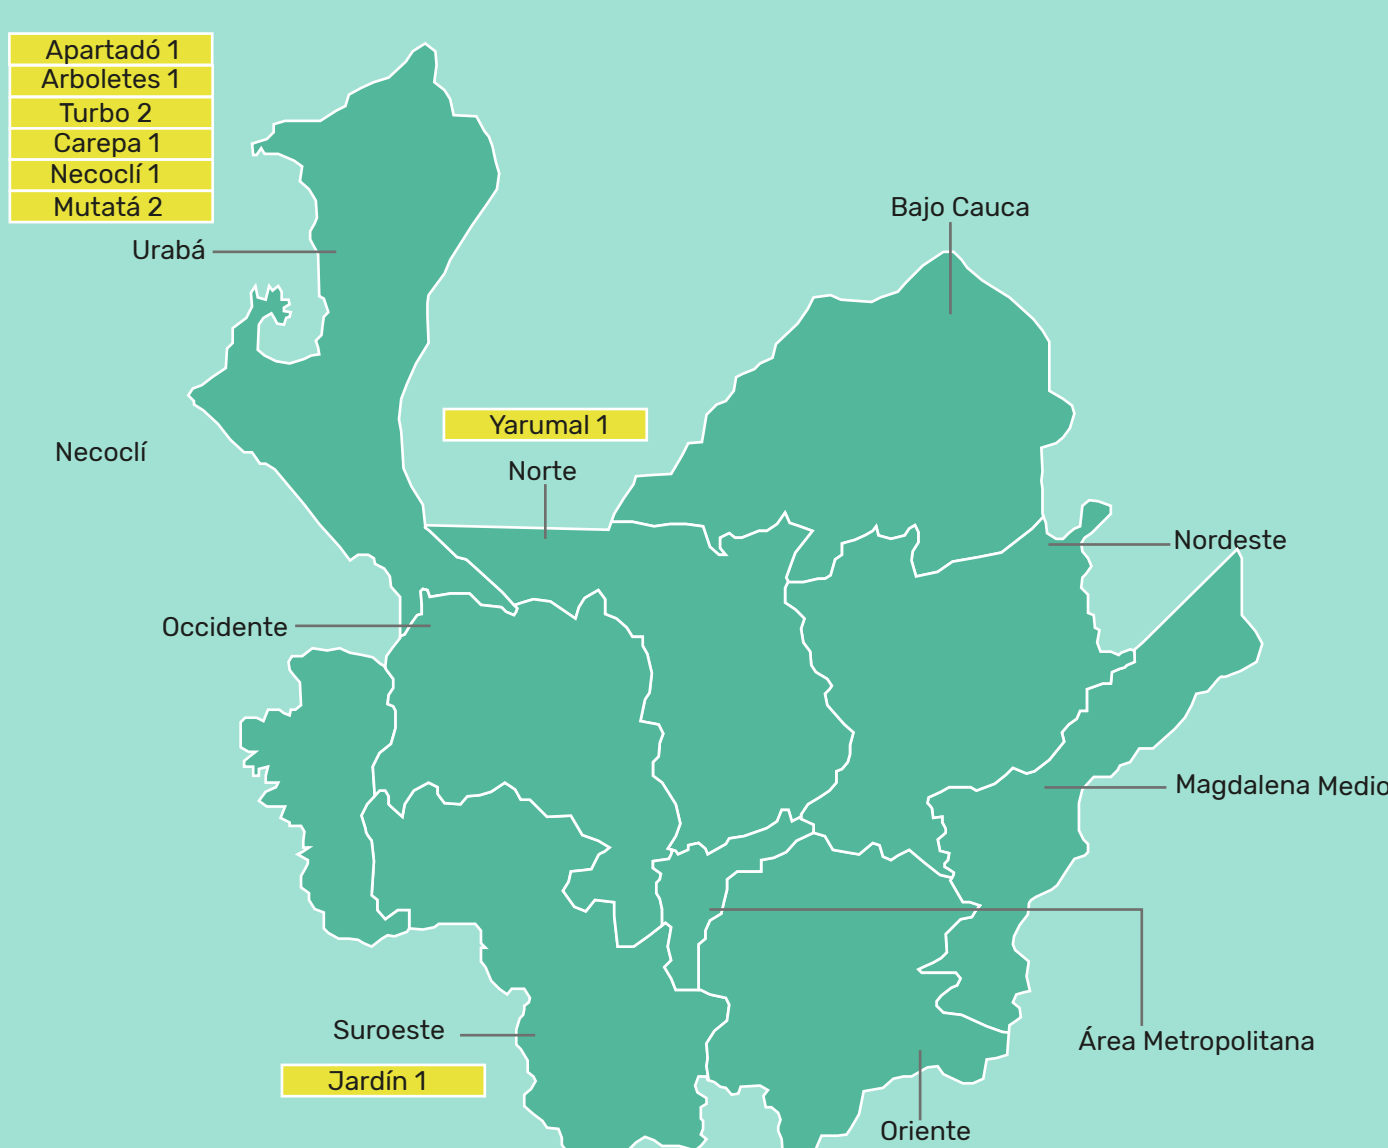 Apartadó 1
Arboletes 1
Turbo 2
Carepa 1
Necoclí 1
Mutatá 2
Urabá
Bajo Cauca
Yarumal 1
Necoclí
Norte
Nordeste
Occidente
Magdalena Medio
Suroeste
Área Metropolitana
Jardín 1
Oriente